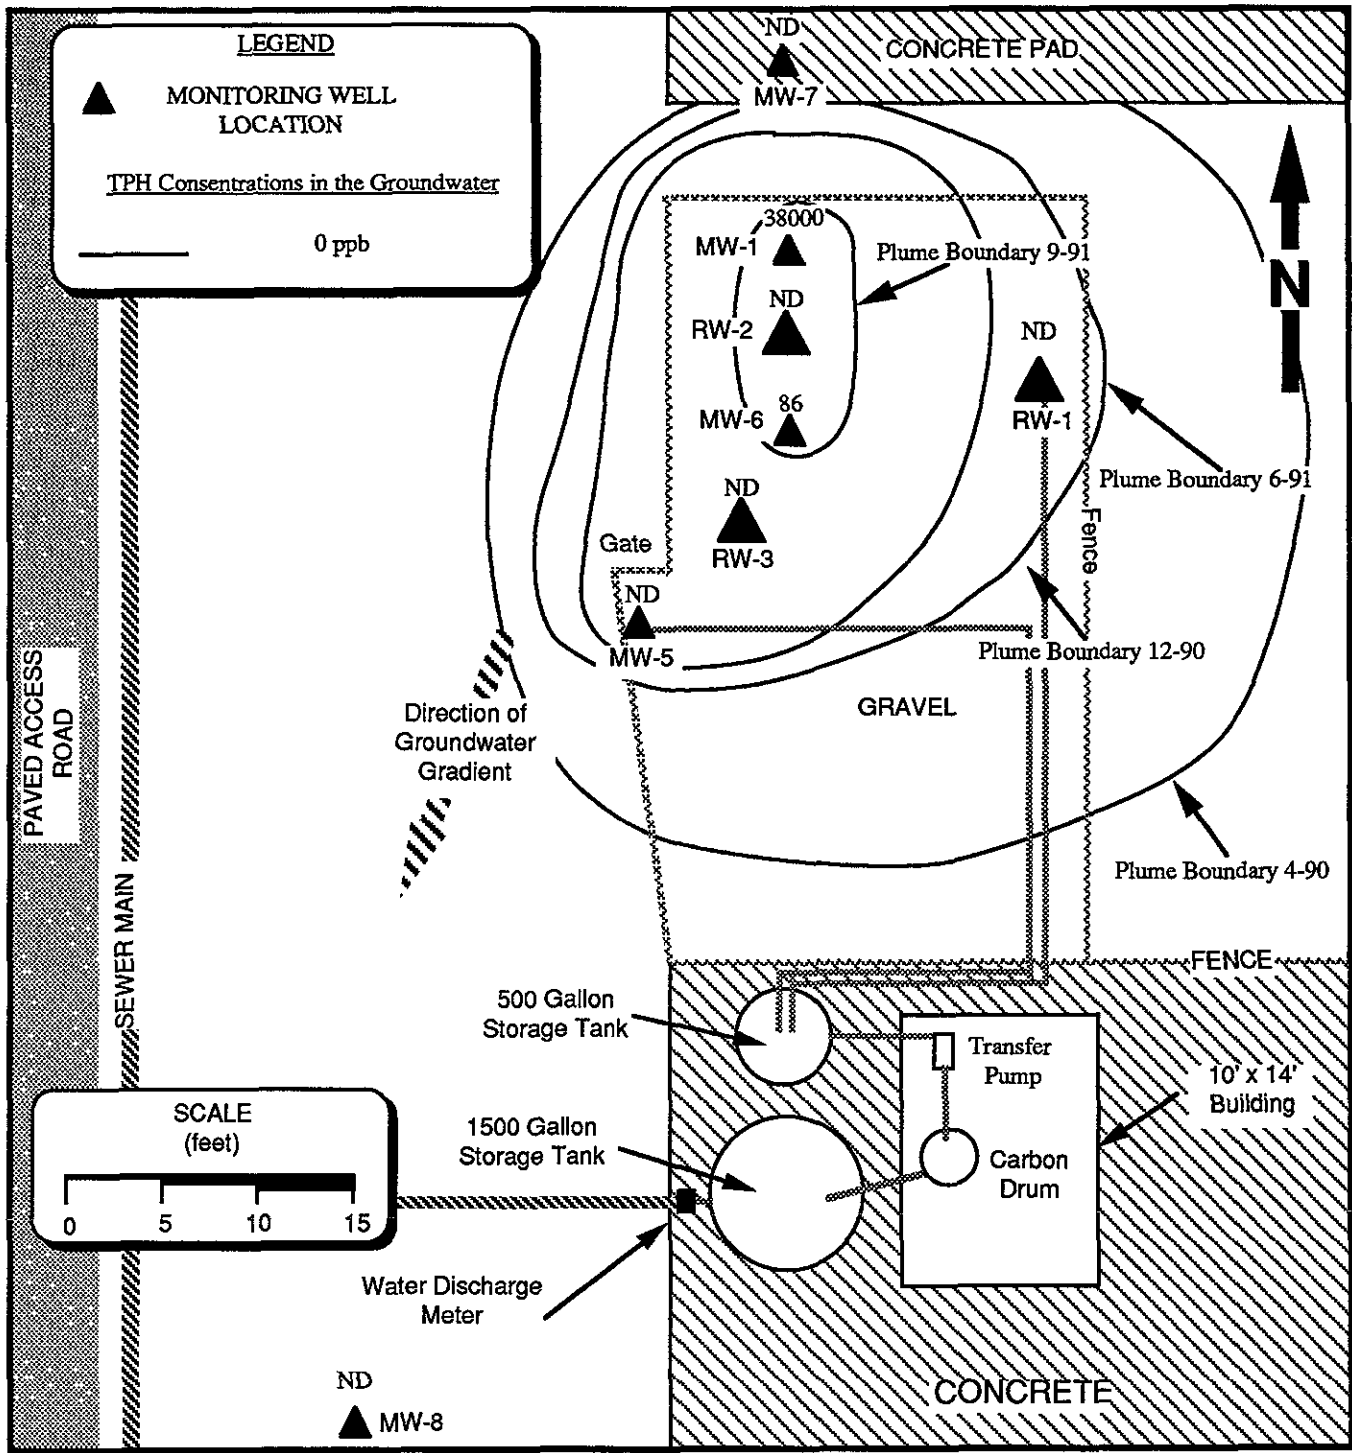 LEGEND
MONITORING WELL
LOCATION
TPH Consentrations in the Groundwater
0 ppb
ND
MW-7
CONCRETE PAD
N
38000
MW-1
Plume Boundary 9-91
ND
RW-2
ND
RW-1
86
MW-6
Plume Boundary 6-91
ND
RW-3
Gate
Fence
ND
MW-5
Plume Boundary 12-90
GRAVEL
Direction of
Groundwater
Gradient
PAVED ACCESS
ROAD
SEWER MAIN
Plume Boundary 4-90
FENCE
500 Gallon
Storage Tank
Transfer
Pump
10' x 14'
Building
SCALE
(feet)
0 5 10 15
1500 Gallon
Storage Tank
Carbon
Drum
Water Discharge
Meter
ND
MW-8
CONCRETE